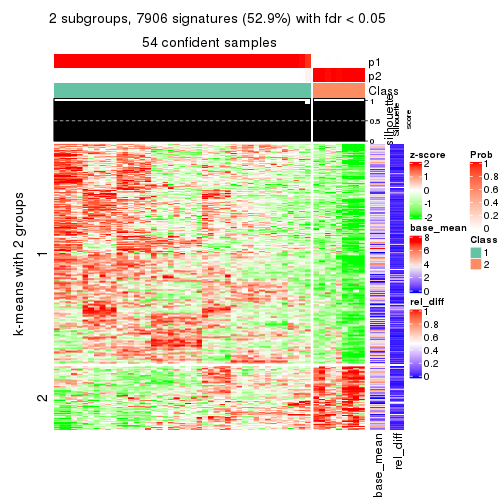 2 subgroups, 7906 signatures (52.9%) with fdr < 0.05
54 confident samples
p1
p2
Class
1
0.5
0
silhouette
Silhouette
score
k-means with 2 groups
1
2
base_mean
rel_diff
z-score
2
1
0
-1
-2
base_mean
8
6
4
2
0
rel_diff
1
0.8
0.6
0.4
0.2
0
Prob
1
0.8
0.6
0.4
0.2
0
Class
1
2